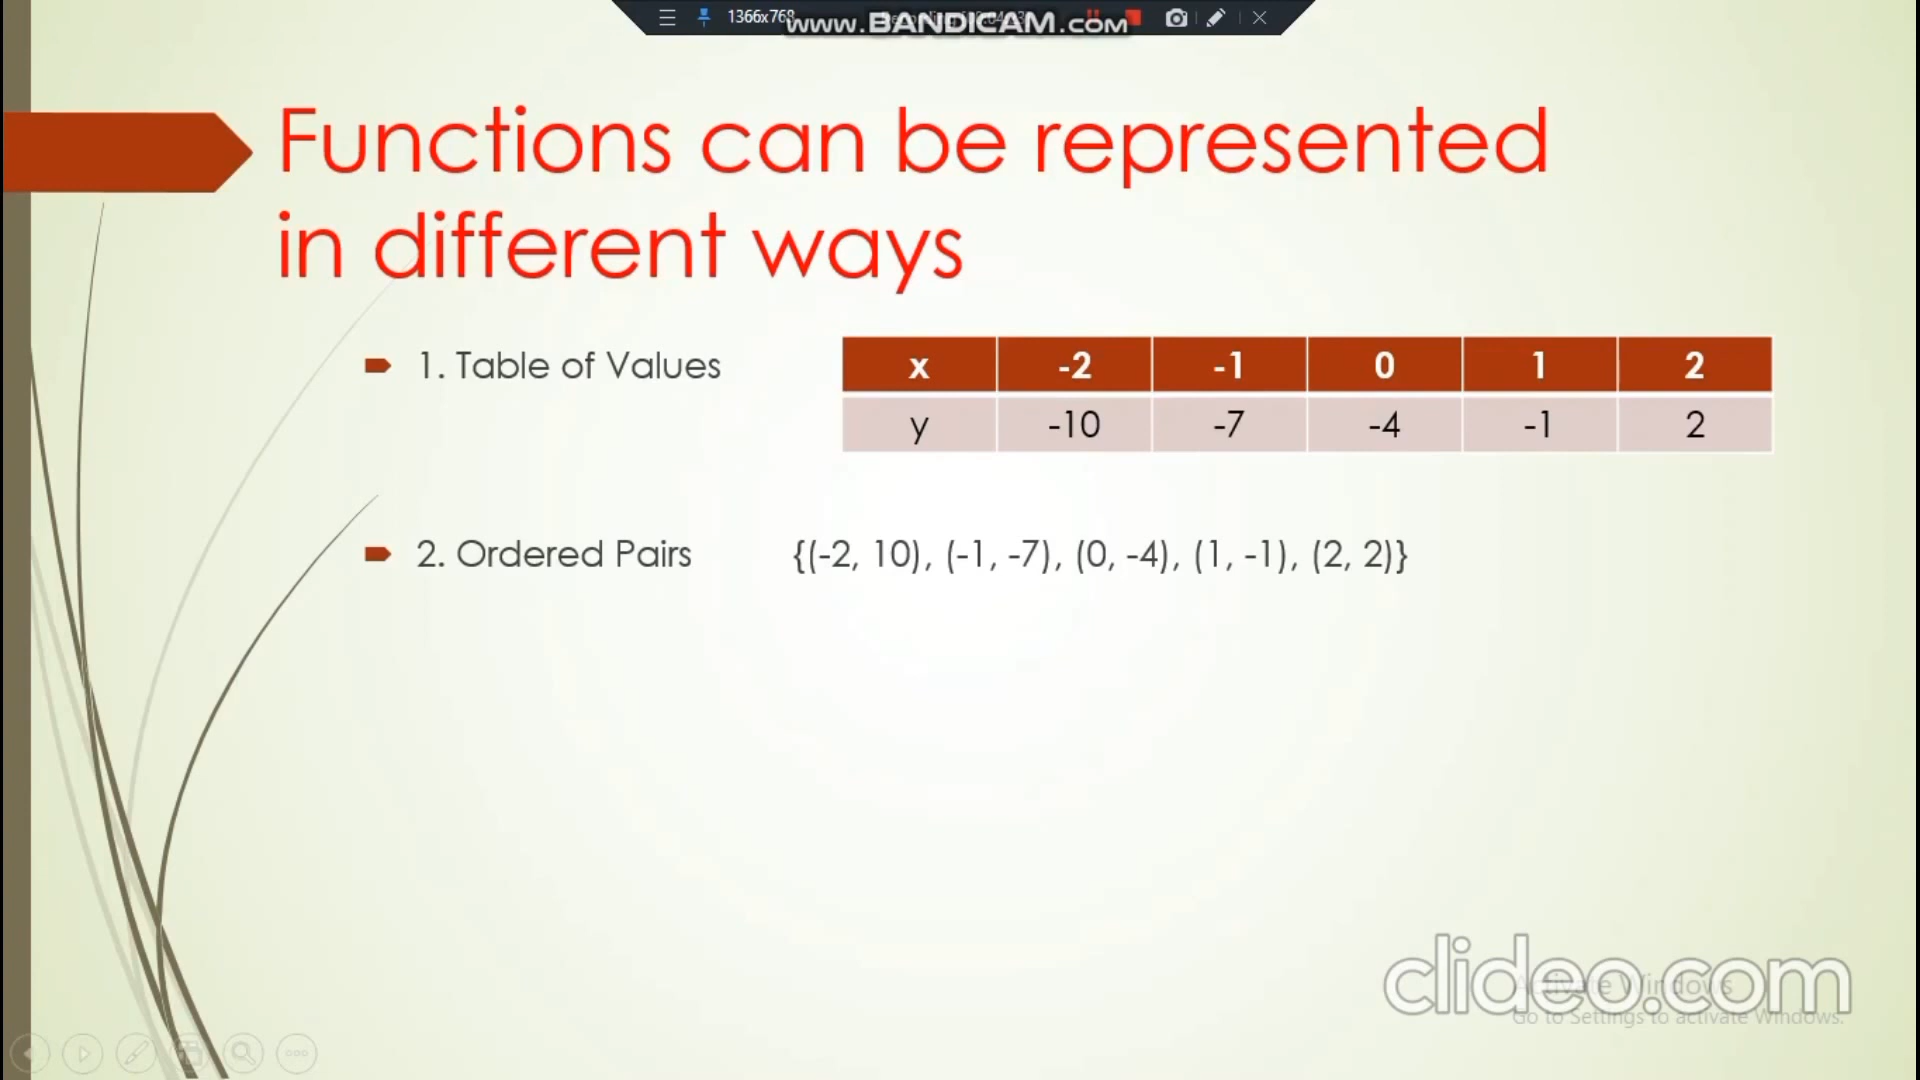 1366x768
www.BANDICAM.com
Functions can be represented
in different ways
1. Table of Values
x -2 -1 0 1 2
y -10 -7 -4 -1 2
2. Ordered Pairs {(-2, 10), (-1, -7), (0, -4), (1, -1), (2, 2)}
clideo.com
Activate Windows
Go to Settings to activate Windows.